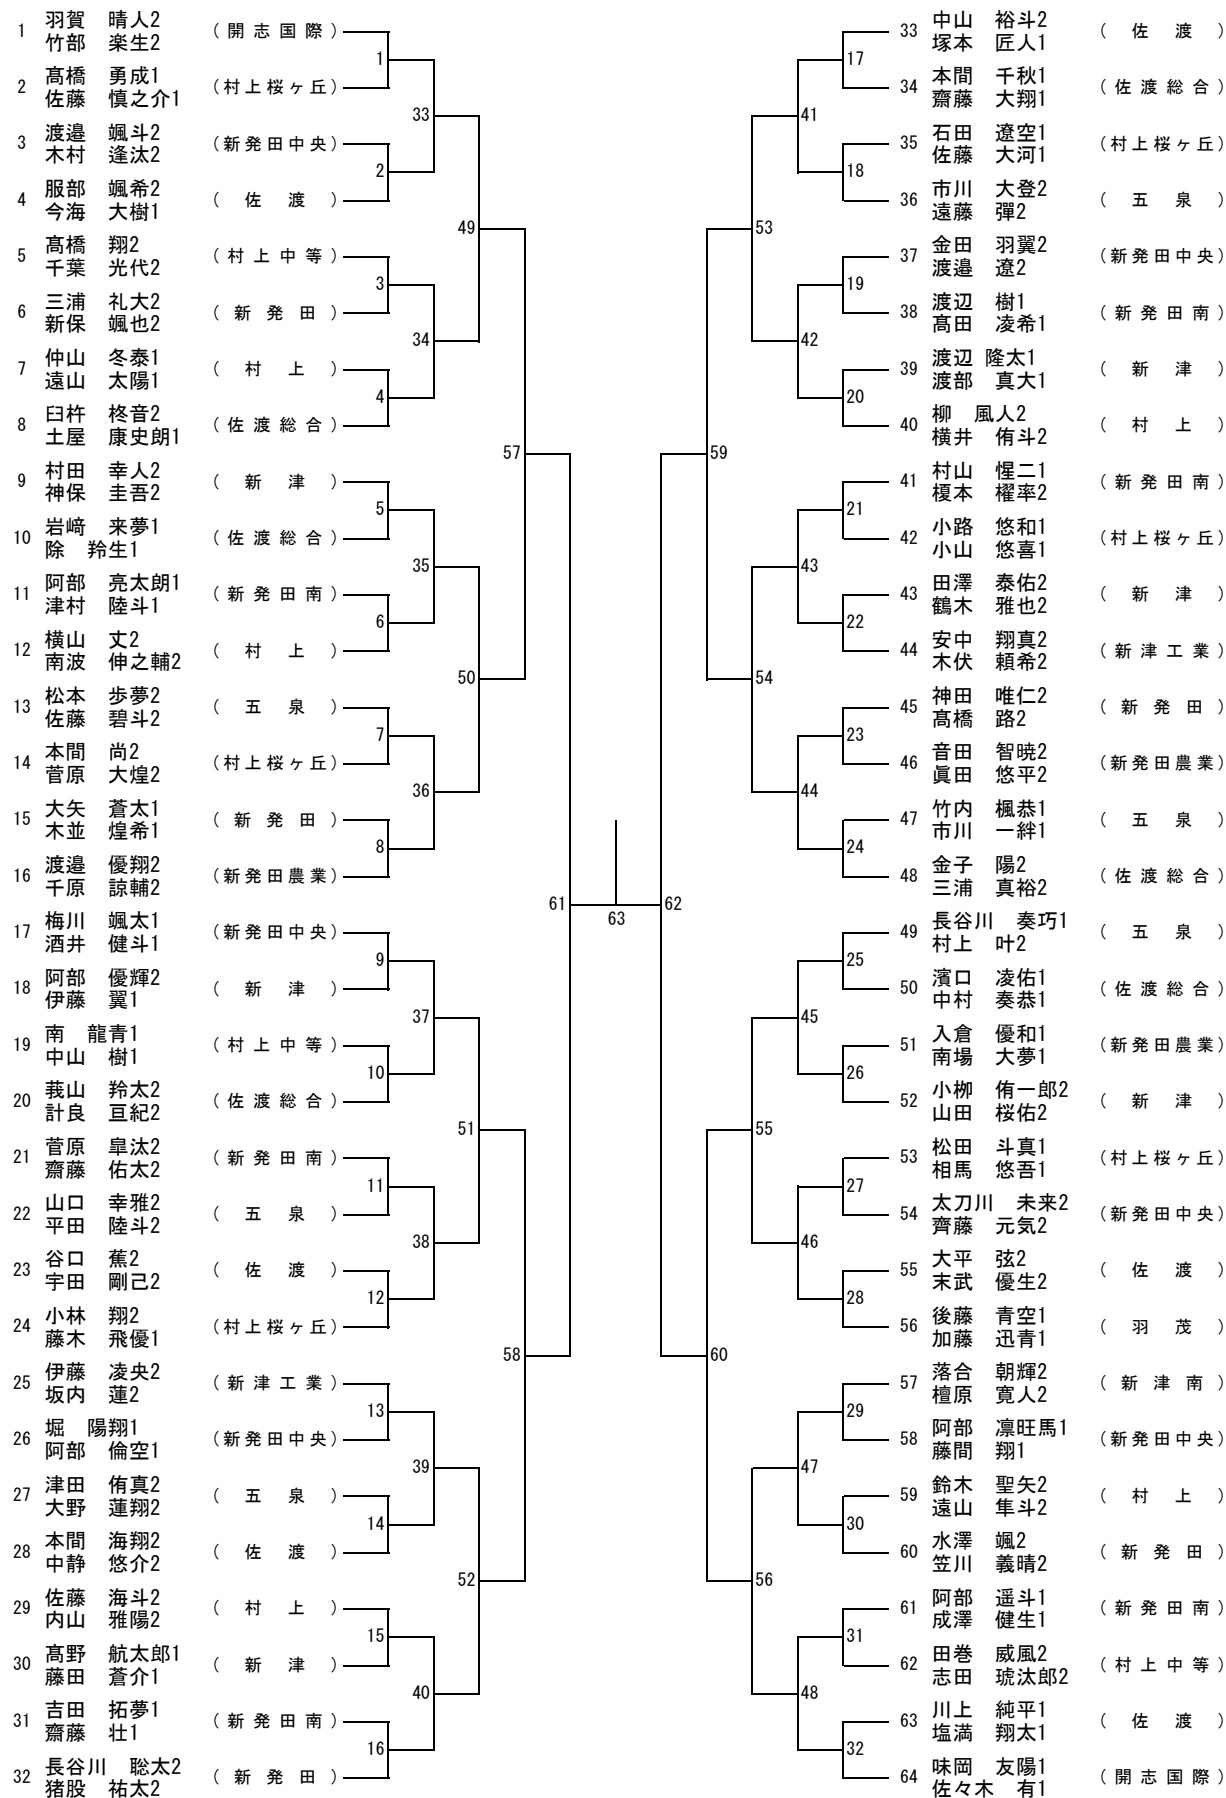 1 羽賀 晴人2 (開志国際)
竹部 楽生2
2 髙橋 勇成1 (村上桜ヶ丘)
佐藤 慎之介1
3 渡邉 颯斗2 (新発田中央)
木村 逢汰2
4 服部 颯希2 (佐渡)
今海 大樹1
5 髙橋 翔2 (村上中等)
千葉 光代2
6 三浦 礼大2 (新発田)
新保 颯也2
7 仲山 冬泰1 (村上)
遠山 太陽1
8 臼杵 柊音2 (佐渡総合)
土屋 康史朗1
9 村田 幸人2 (新津)
神保 圭吾2
10 岩﨑 来夢1 (佐渡総合)
除 羚生1
11 阿部 亮太朗1 (新発田南)
津村 陸斗1
12 横山 丈2 (村上)
南波 伸之輔2
13 松本 歩夢2 (五泉)
佐藤 碧斗2
14 本間 尚2 (村上桜ヶ丘)
菅原 大煌2
15 大矢 蒼太1 (新発田)
木並 煌希1
16 渡邉 優翔2 (新発田農業)
千原 諒輔2
17 梅川 颯太1 (新発田中央)
酒井 健斗1
18 阿部 優輝2 (新津)
伊藤 翼1
19 南 龍青1 (村上中等)
中山 樹1
20 莪山 羚太2 (佐渡総合)
計良 亘紀2
21 菅原 皐汰2 (新発田南)
齋藤 佑太2
22 山口 幸雅2 (五泉)
平田 陸斗2
23 谷口 蕉2 (佐渡)
宇田 剛己2
24 小林 翔2 (村上桜ヶ丘)
藤木 飛優1
25 伊藤 凌央2 (新津工業)
坂内 蓮2
26 堀 陽翔1 (新発田中央)
阿部 倫空1
27 津田 侑真2 (五泉)
大野 蓮翔2
28 本間 海翔2 (佐渡)
中静 悠介2
29 佐藤 海斗2 (村上)
内山 雅陽2
30 髙野 航太郎1 (新津)
藤田 蒼介1
31 吉田 拓夢1 (新発田南)
齋藤 壮1
32 長谷川 聡太2 (新発田)
猪股 祐太2
1
2
3
4
5
6
7
8
9
10
11
12
13
14
15
16
33
34
35
36
37
38
39
40
49
50
51
52
57
58
61
63
62
59
60
53
54
55
56
41
42
43
44
45
46
47
48
17
18
19
20
21
22
23
24
25
26
27
28
29
30
31
32
33 中山 裕斗2 (佐渡)
塚本 匠人1
34 本間 千秋1 (佐渡総合)
齋藤 大翔1
35 石田 遼空1 (村上桜ヶ丘)
佐藤 大河1
36 市川 大登2 (五泉)
遠藤 彈2
37 金田 羽翼2 (新発田中央)
渡邉 遼2
38 渡辺 樹1 (新発田南)
髙田 凌希1
39 渡辺 隆太1 (新津)
渡部 真大1
40 柳 風人2 (村上)
横井 侑斗2
41 村山 惺二1 (新発田南)
榎本 櫂率2
42 小路 悠和1 (村上桜ヶ丘)
小山 悠喜1
43 田澤 泰佑2 (新津)
鶴木 雅也2
44 安中 翔真2 (新津工業)
木伏 頼希2
45 神田 唯仁2 (新発田)
髙橋 路2
46 音田 智暁2 (新発田農業)
眞田 悠平2
47 竹内 楓恭1 (五泉)
市川 一絆1
48 金子 陽2 (佐渡総合)
三浦 真裕2
49 長谷川 奏巧1 (五泉)
村上 叶2
50 濱口 凌佑1 (佐渡総合)
中村 奏恭1
51 入倉 優和1 (新発田農業)
南場 大夢1
52 小栁 侑一郎2 (新津)
山田 桜佑2
53 松田 斗真1 (村上桜ヶ丘)
相馬 悠吾1
54 太刀川 未来2 (新発田中央)
齊藤 元気2
55 大平 弦2 (佐渡)
末武 優生2
56 後藤 青空1 (羽茂)
加藤 迅青1
57 落合 朝輝2 (新津南)
檀原 寛人2
58 阿部 凛旺馬1 (新発田中央)
藤間 翔1
59 鈴木 聖矢2 (村上)
遠山 隼斗2
60 水澤 颯2 (新発田)
笠川 義晴2
61 阿部 遥斗1 (新発田南)
成澤 健生1
62 田巻 威風2 (村上中等)
志田 琥汰郎2
63 川上 純平1 (佐渡)
塩満 翔太1
64 味岡 友陽1 (開志国際)
佐々木 有1